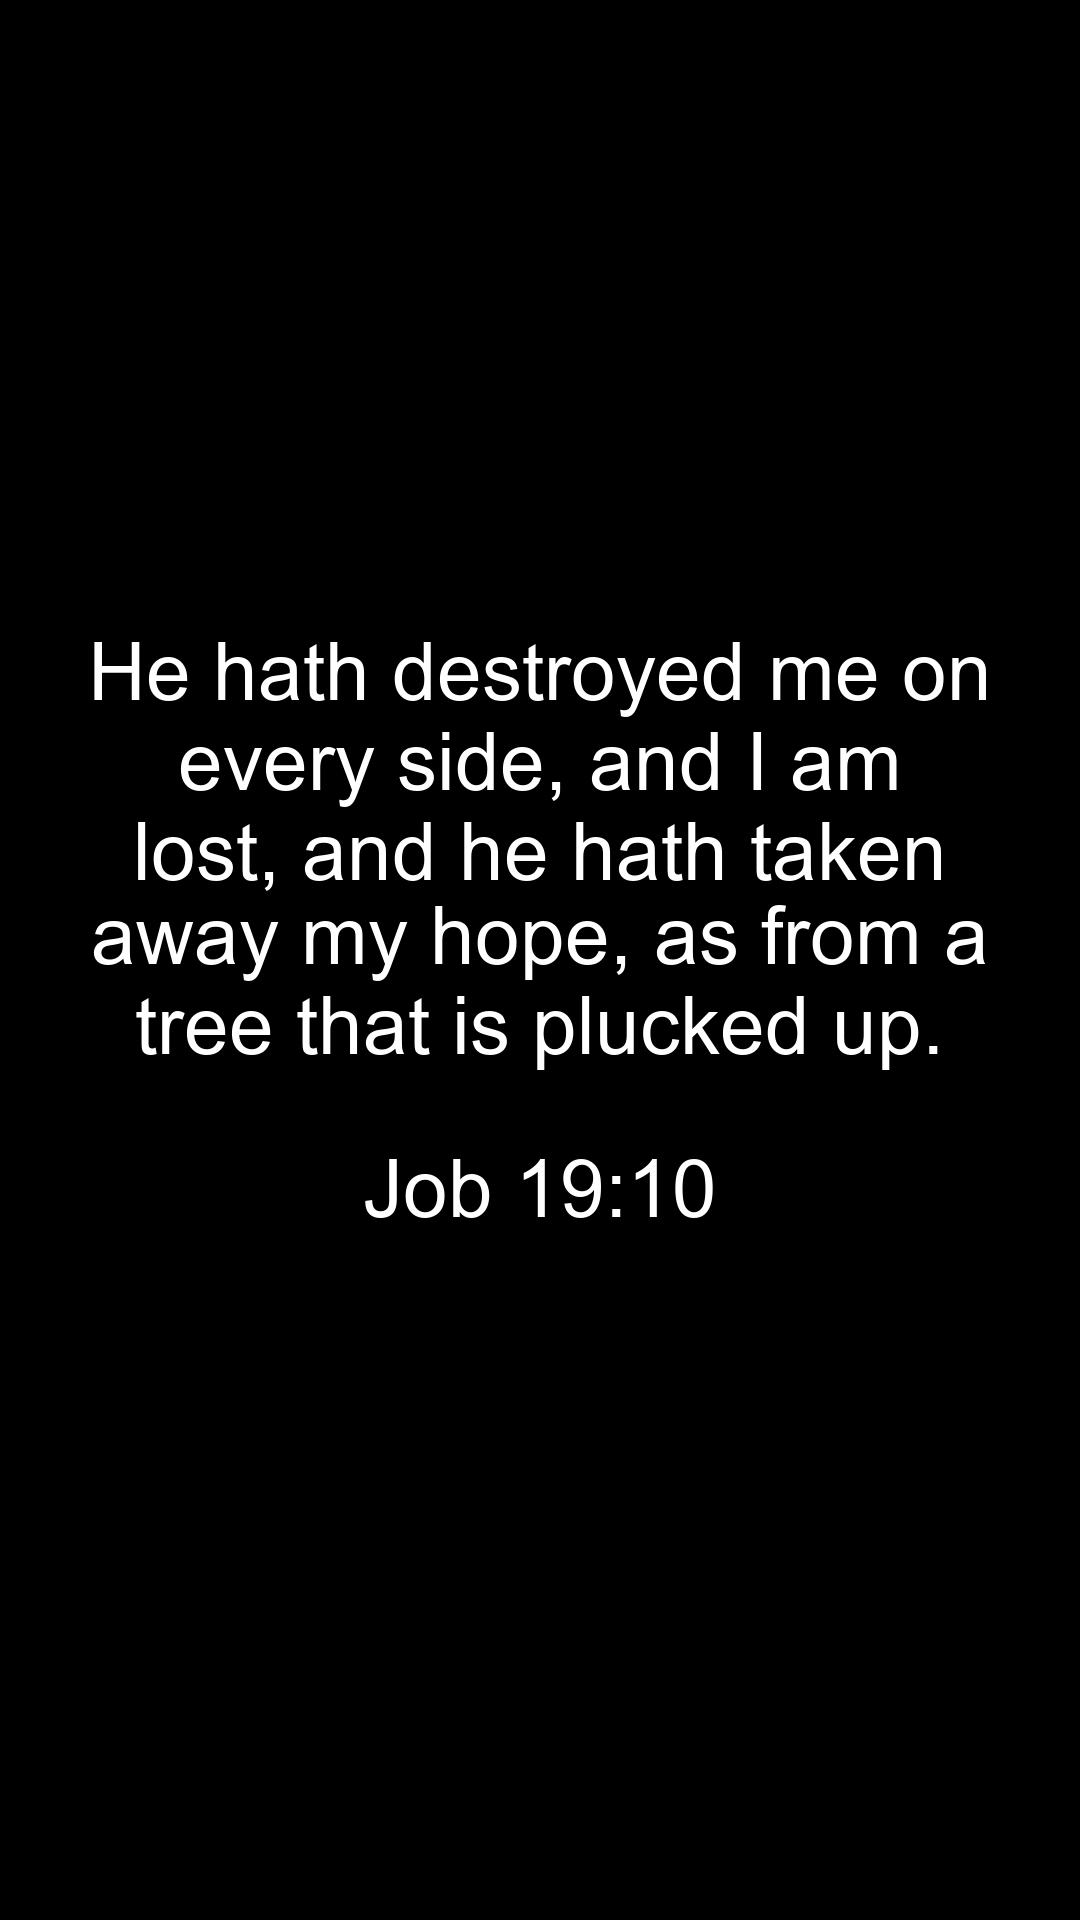 He hath destroyed me on
every side, and I am
lost, and he hath taken
away my hope, as from a
tree that is plucked up.
Job 19:10